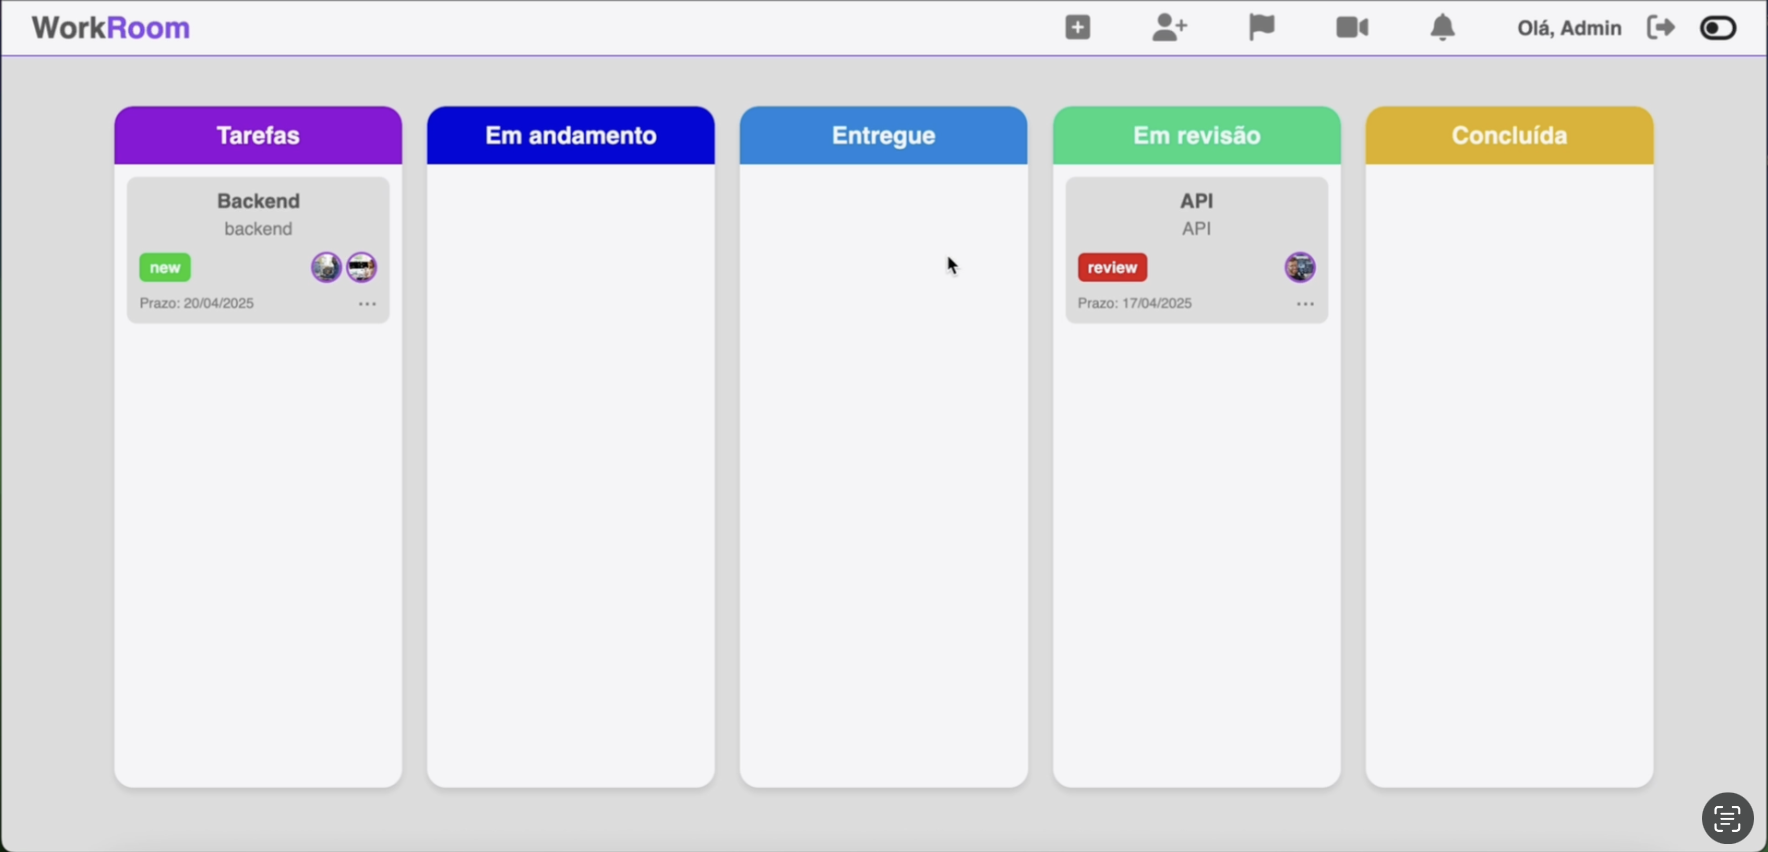 WorkRoom
Olá, Admin
Tarefas
Backend
backend
new
Prazo: 20/04/2025
Em andamento
Entregue
Em revisão
API
API
review
Prazo: 17/04/2025
Concluída